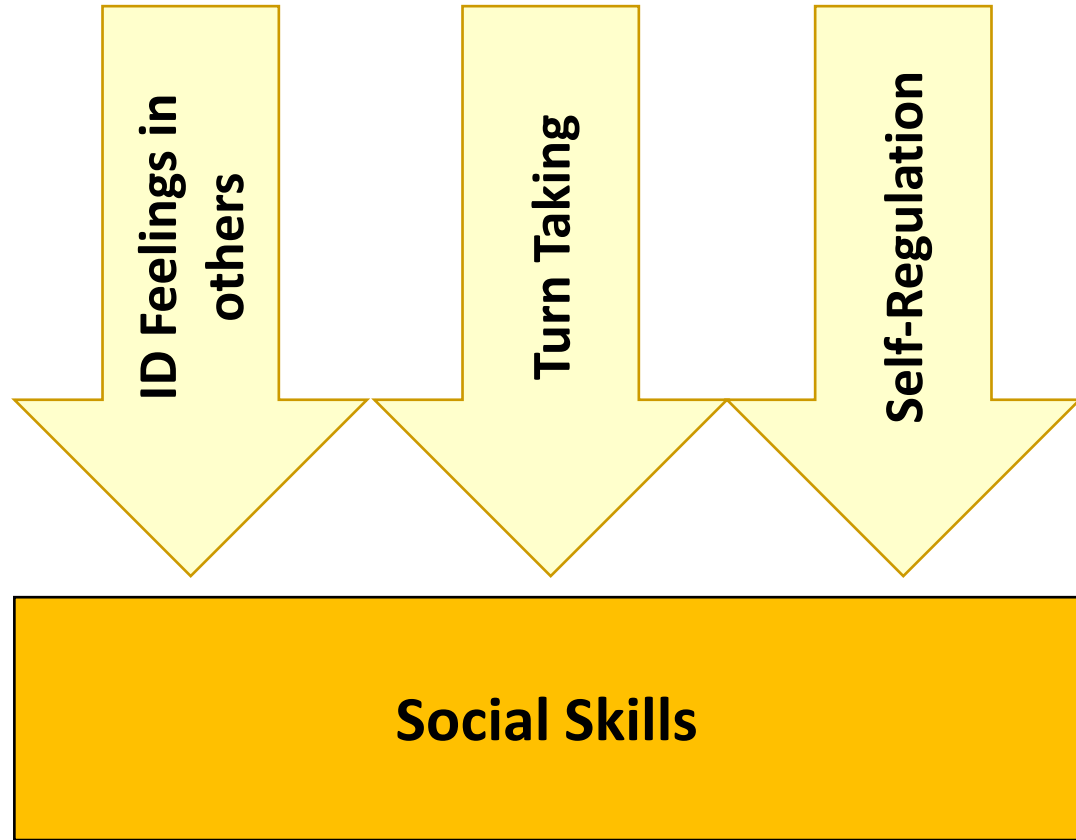 ID Feelings in
others
Turn Taking
Self-Regulation
Social Skills